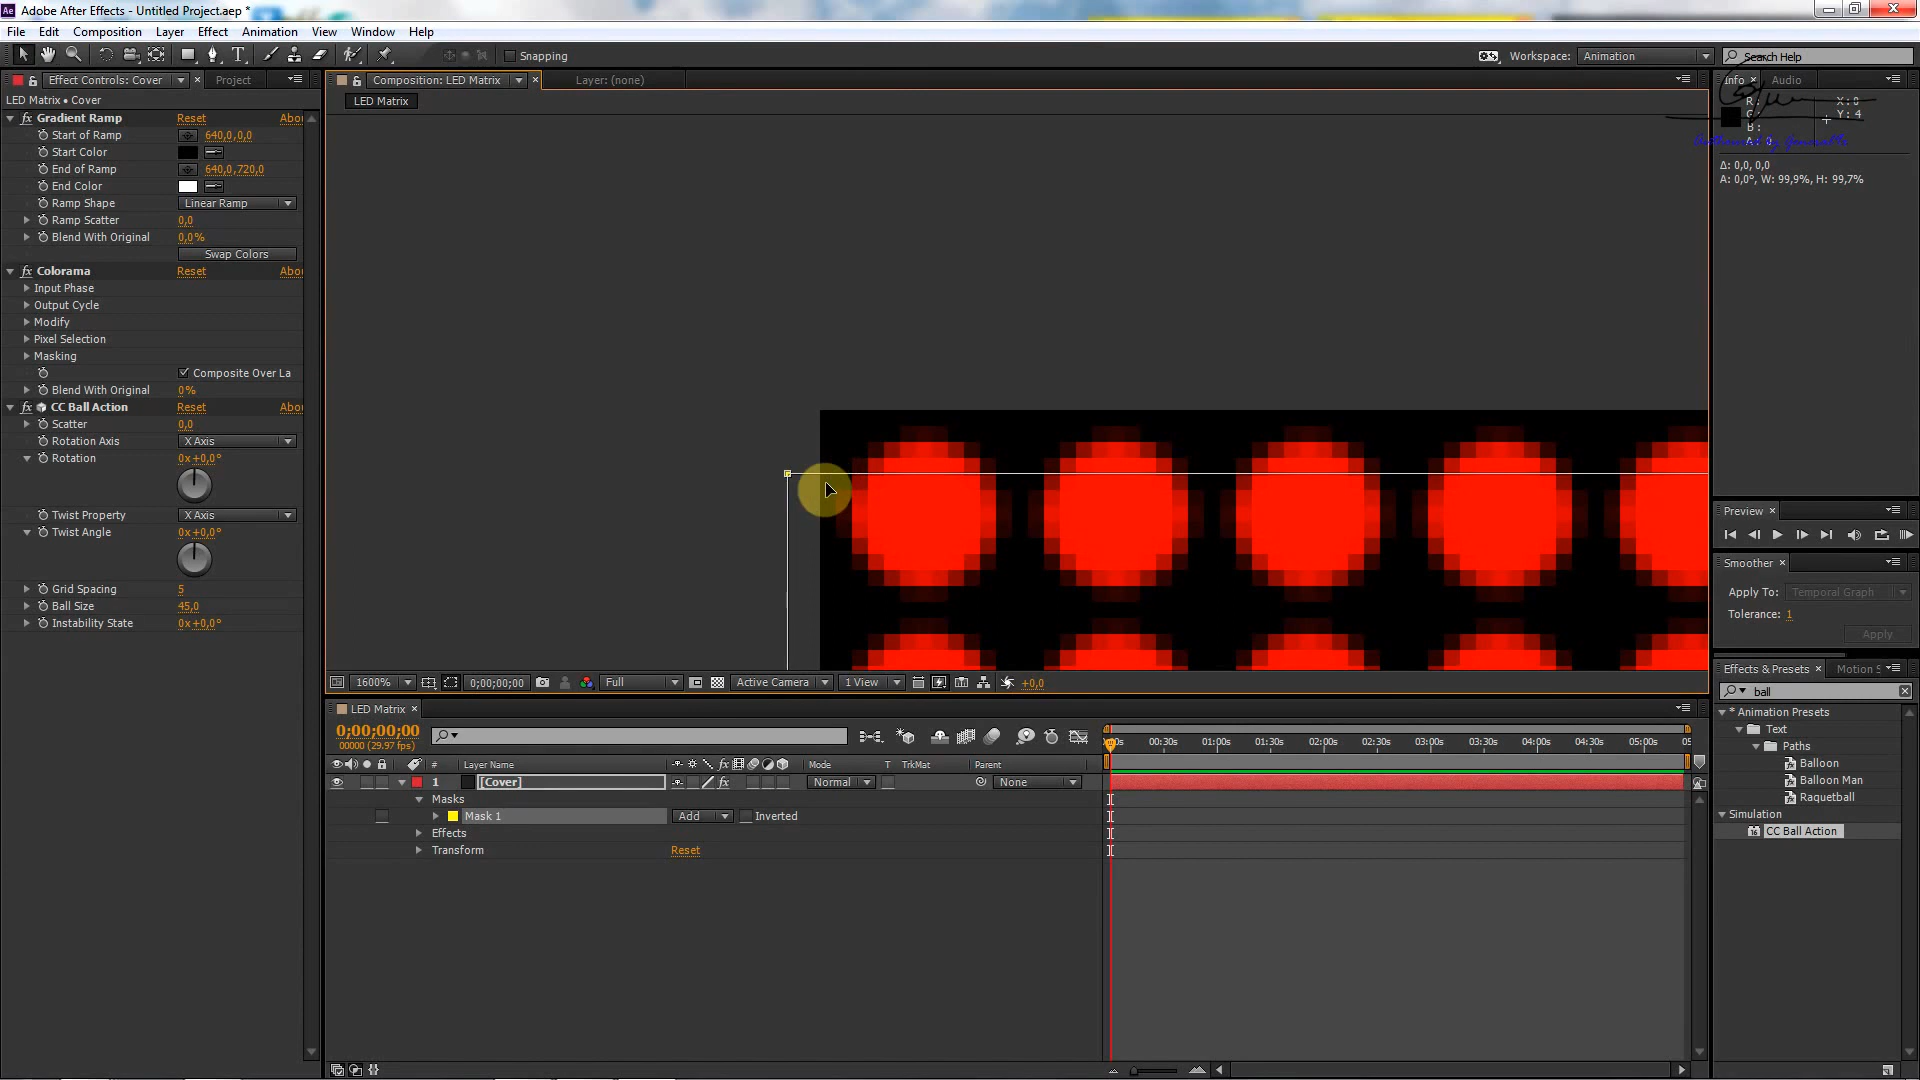 Adobe After Effects - Untitled Project.aep *
File Edit Composition Layer Effect Animation View Window Help
Snapping Workspace: Animation Search Help
Effect Controls: Cover Project Composition: LED Matrix Layer: (none) Info Audio
LED Matrix • Cover
LED Matrix
Gradient Ramp Reset Abou
Start of Ramp 640,0,0,0
Start Color
End of Ramp 640,0,720,0
End Color
Ramp Shape Linear Ramp
Ramp Scatter 0,0
Blend With Original 0,0%
Swap Colors
Colorama Reset Abou
Input Phase
Output Cycle
Modify
Pixel Selection
Masking
Composite Over La
Blend With Original 0%
CC Ball Action Reset Abou
Scatter 0,0
Rotation Axis X Axis
Rotation 0x+0,0°
Twist Property X Axis
Twist Angle 0x+0,0°
Grid Spacing 5
Ball Size 45,0
Instability State 0x+0,0°
R: X: 0
G: Y: 4
B:
A: 0
Δ: 0,0, 0,0
A: 0,0°, W: 99,9%, H: 99,7%
Preview
Smoother
Apply To: Temporal Graph
Tolerance: 1
Apply
Effects & Presets Motion S
ball
* Animation Presets
Text
Paths
Balloon
Balloon Man
Raquetball
Simulation
CC Ball Action
1600% 0;00;00;00 Full Active Camera 1 View +0,0
LED Matrix
0;00;00;00
00000 (29.97 fps)
00s 00:30s 01:00s 01:30s 02:00s 02:30s 03:00s 03:30s 04:00s 04:30s 05:00s 05
# Layer Name Mode T TrkMat Parent
1 [Cover] Normal None
Masks
Mask 1 Add Inverted
Effects
Transform Reset